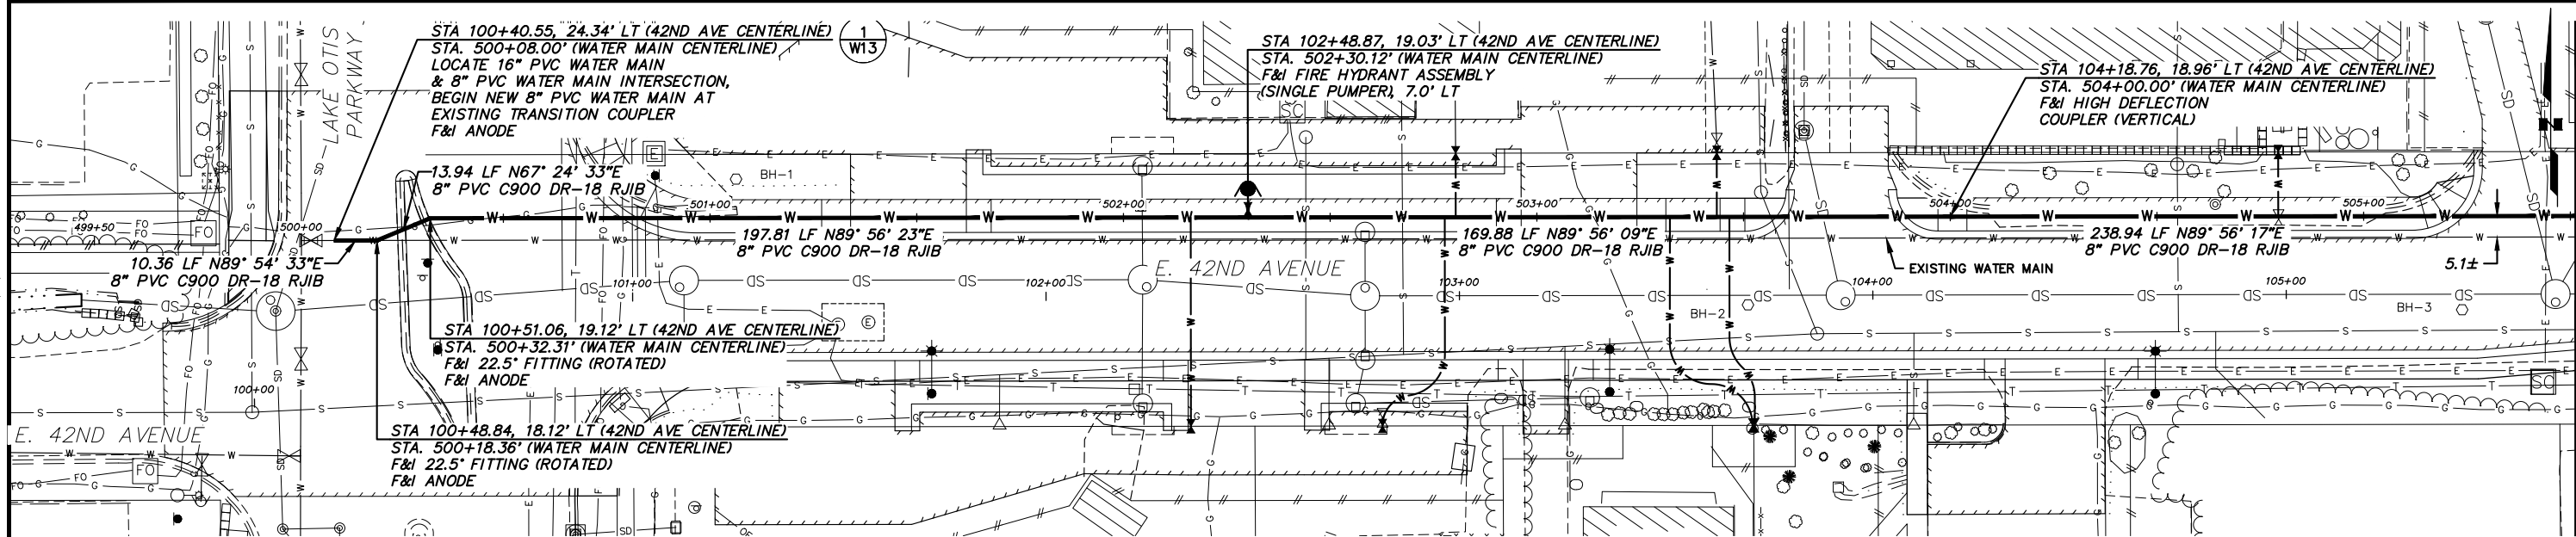 LAKE OTIS
PARKWAY
STA 100+40.55, 24.34' LT (42ND AVE CENTERLINE)
STA. 500+08.00' (WATER MAIN CENTERLINE)
LOCATE 16" PVC WATER MAIN
& 8" PVC WATER MAIN INTERSECTION,
BEGIN NEW 8" PVC WATER MAIN AT
EXISTING TRANSITION COUPLER
F&I ANODE
1
W13
STA 102+48.87, 19.03' LT (42ND AVE CENTERLINE)
STA. 502+30.12' (WATER MAIN CENTERLINE)
F&I FIRE HYDRANT ASSEMBLY
(SINGLE PUMPER), 7.0' LT
SC
STA 104+18.76, 18.96' LT (42ND AVE CENTERLINE)
STA. 504+00.00' (WATER MAIN CENTERLINE)
F&I HIGH DEFLECTION
COUPLER (VERTICAL)
13.94 LF N67° 24' 33"E
8" PVC C900 DR-18 RJIB
BH-1
499+50
500+00
501+00
502+00
503+00
504+00
505+00
FO
10.36 LF N89° 54' 33"E
8" PVC C900 DR-18 RJIB
197.81 LF N89° 56' 23"E
8" PVC C900 DR-18 RJIB
169.88 LF N89° 56' 09"E
8" PVC C900 DR-18 RJIB
238.94 LF N89° 56' 17"E
8" PVC C900 DR-18 RJIB
EXISTING WATER MAIN
5.1±
E. 42ND AVENUE
101+00
102+00
103+00
104+00
105+00
BH-2
BH-3
STA 100+51.06, 19.12' LT (42ND AVE CENTERLINE)
STA. 500+32.31' (WATER MAIN CENTERLINE)
F&I 22.5° FITTING (ROTATED)
F&I ANODE
100+00
SC
E. 42ND AVENUE
STA 100+48.84, 18.12' LT (42ND AVE CENTERLINE)
STA. 500+18.36' (WATER MAIN CENTERLINE)
F&I 22.5° FITTING (ROTATED)
F&I ANODE
FO